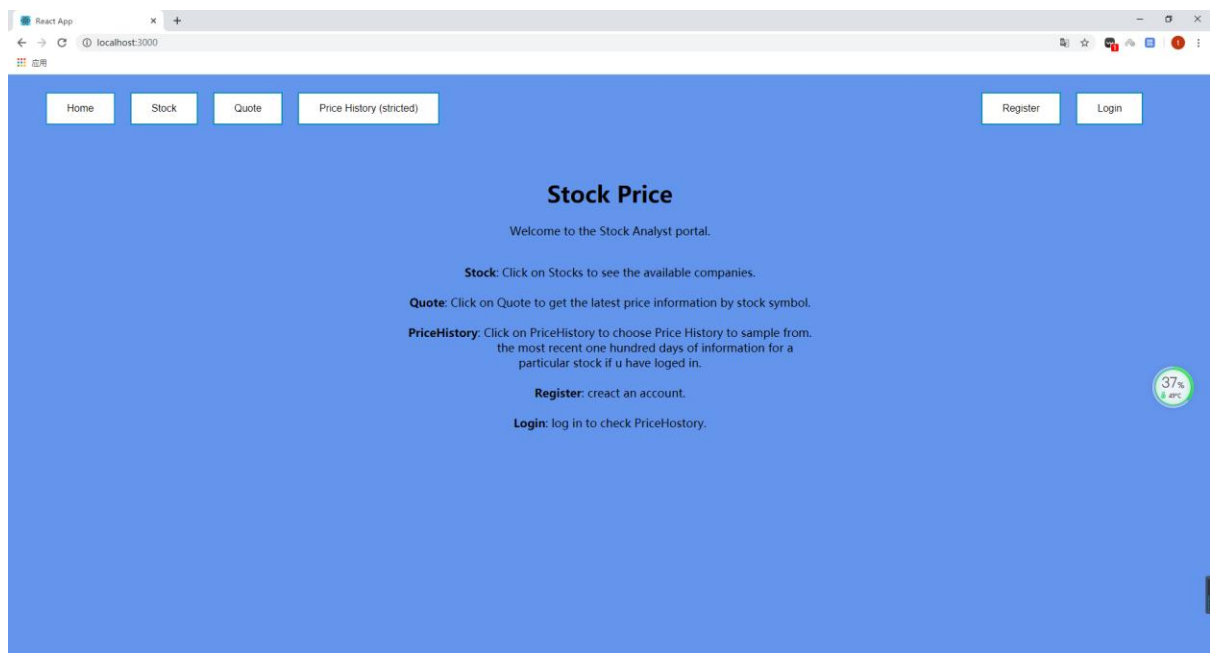 React App
localhost:3000
应用
Home
Stock
Quote
Price History (stricted)
Register
Login
Stock Price
Welcome to the Stock Analyst portal.
Stock: Click on Stocks to see the available companies.
Quote: Click on Quote to get the latest price information by stock symbol.
PriceHistory: Click on PriceHistory to choose Price History to sample from.
the most recent one hundred days of information for a
particular stock if u have loged in.
Register: creact an account.
Login: log in to check PriceHostory.
37%